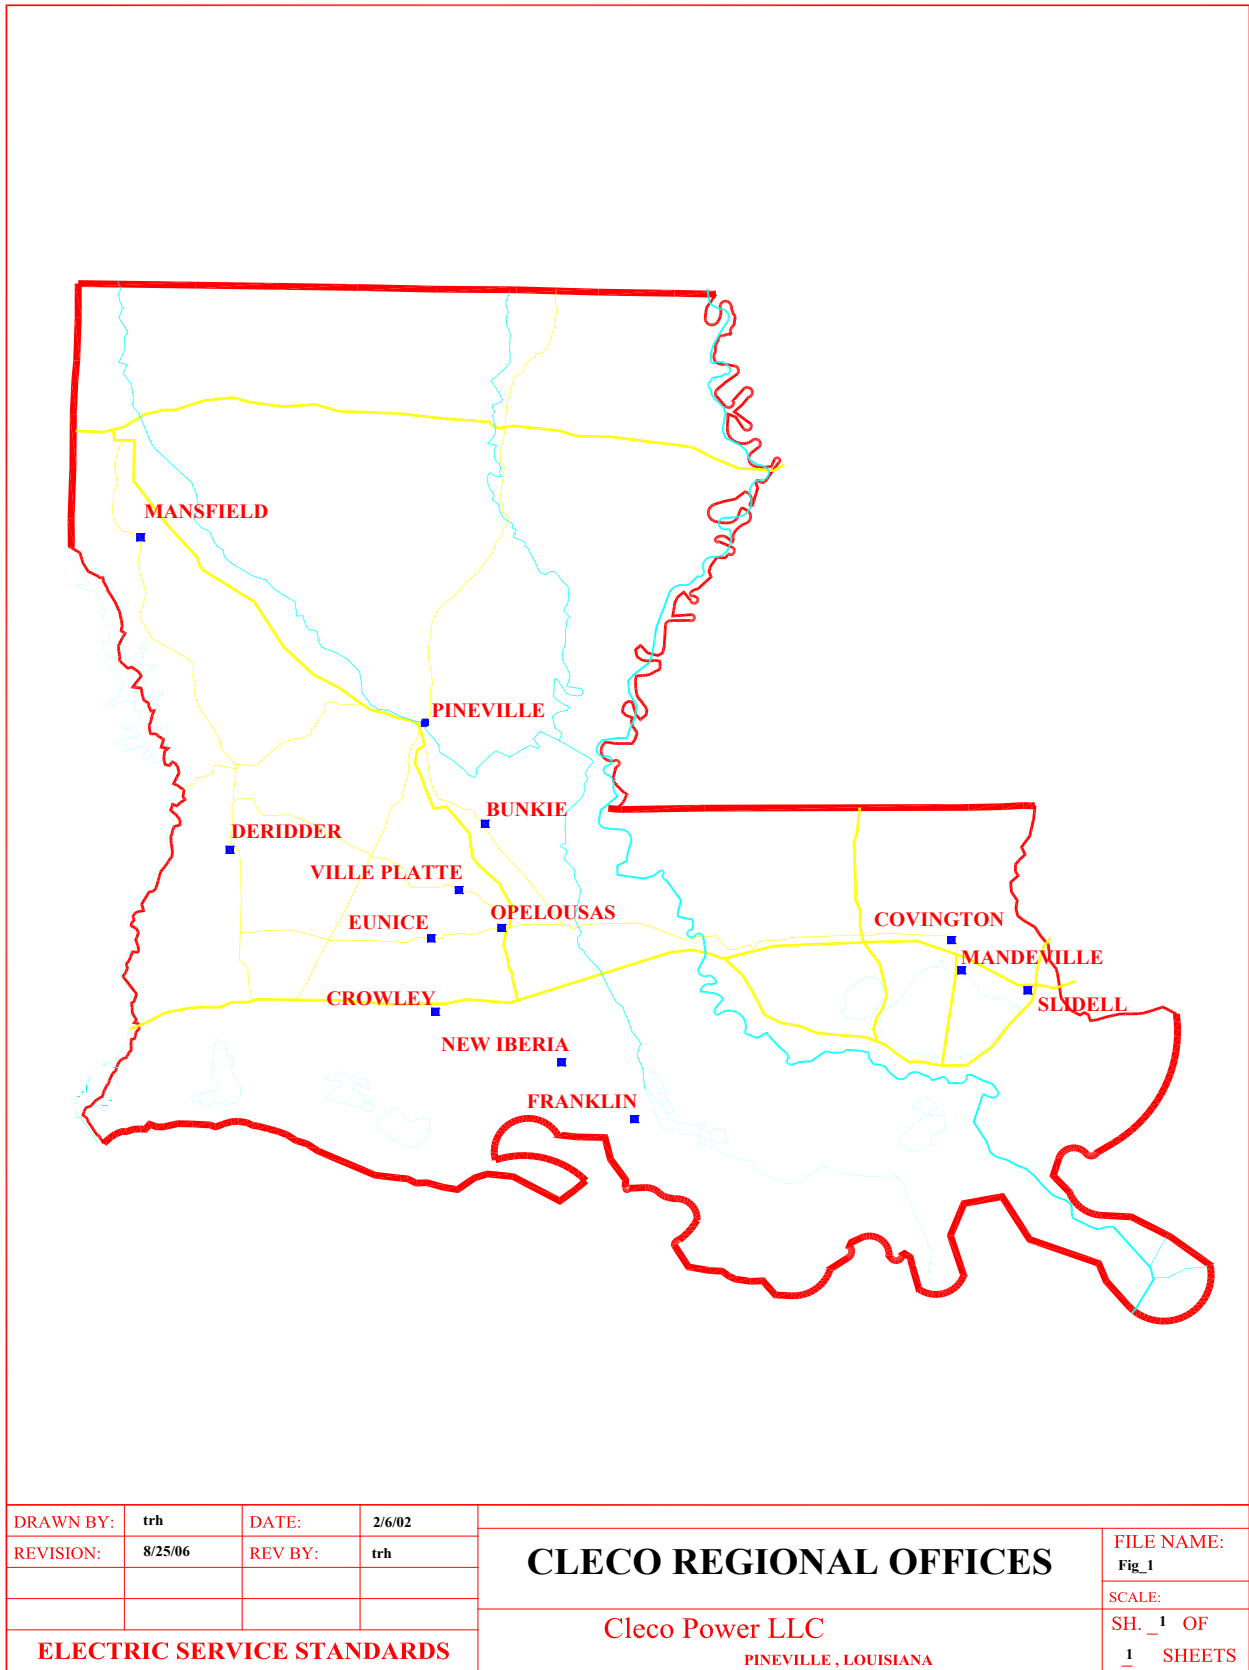 MANSFIELD
PINEVILLE
BUNKIE
DERIDDER
VILLE PLATTE
OPELOUSAS
EUNICE
COVINGTON
MANDEVILLE
CROWLEY
SLIDELL
NEW IBERIA
FRANKLIN
DRAWN BY: trh DATE: 2/6/02
REVISION: 8/25/06 REV BY: trh
ELECTRIC SERVICE STANDARDS
CLECO REGIONAL OFFICES
Cleco Power LLC
PINEVILLE , LOUISIANA
FILE NAME:
Fig_1
SCALE:
SH. _1 OF
1 SHEETS